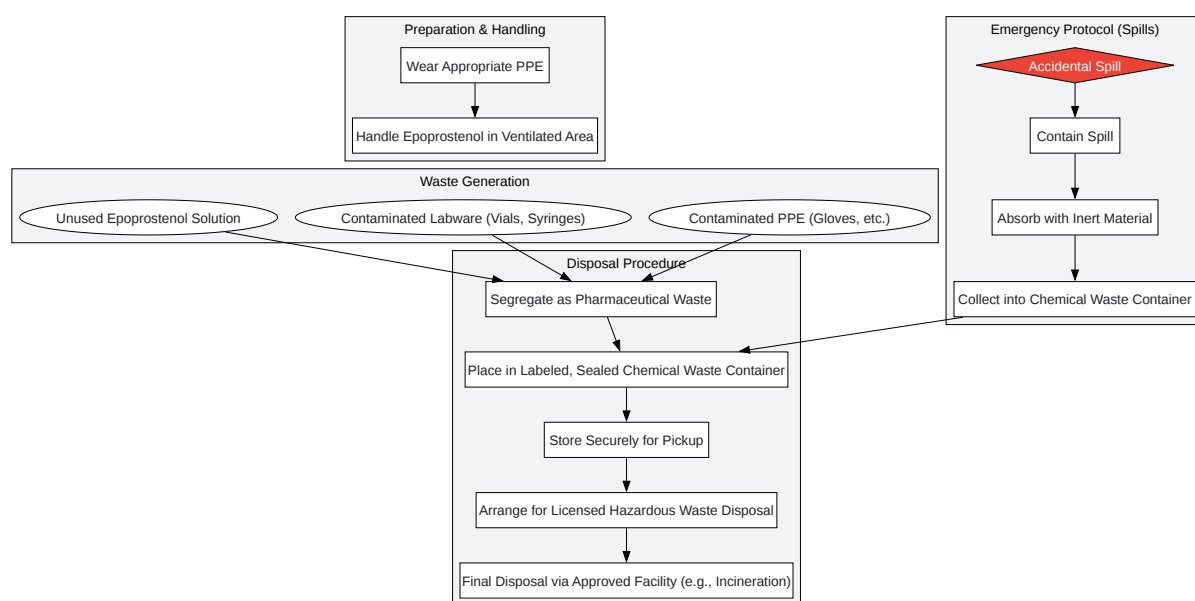 Preparation & Handling
Wear Appropriate PPE
Handle Epoprostenol in Ventilated Area
Waste Generation
Unused Epoprostenol Solution
Contaminated Labware (Vials, Syringes)
Contaminated PPE (Gloves, etc.)
Disposal Procedure
Segregate as Pharmaceutical Waste
Place in Labeled, Sealed Chemical Waste Container
Store Securely for Pickup
Arrange for Licensed Hazardous Waste Disposal
Final Disposal via Approved Facility (e.g., Incineration)
Emergency Protocol (Spills)
Accidental Spill
Contain Spill
Absorb with Inert Material
Collect into Chemical Waste Container